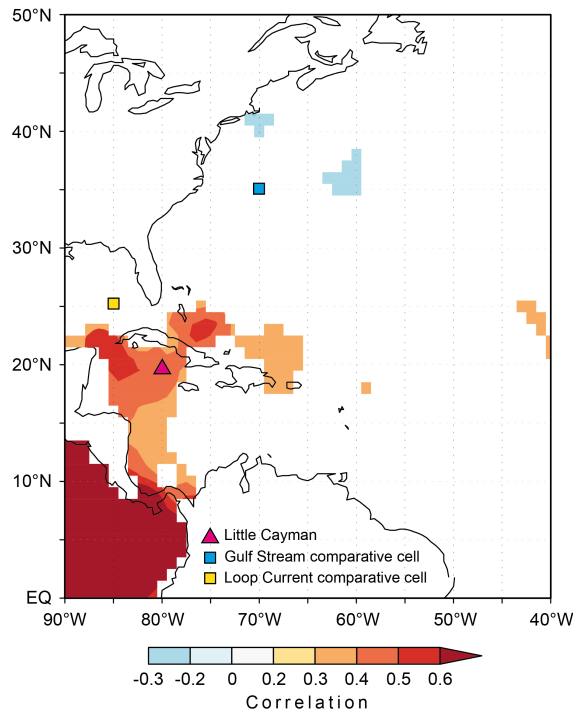 50°N
40°N
30°N
20°N
10°N
EQ
Little Cayman
Gulf Stream comparative cell
Loop Current comparative cell
90°W 80°W 70°W 60°W 50°W 40°W
-0.3 -0.2 0 0.2 0.3 0.4 0.5 0.6
Correlation